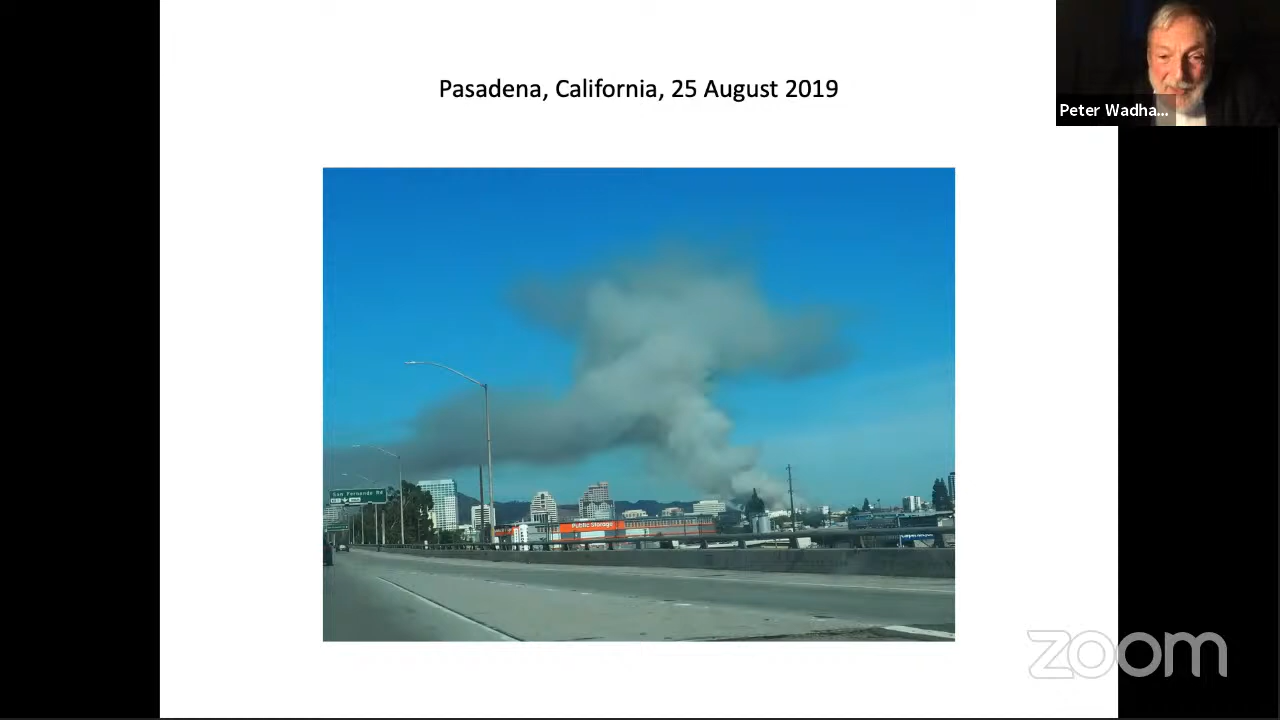 Pasadena, California, 25 August 2019
Peter Wadha...
San Fernando Rd
Public Storage
zoom